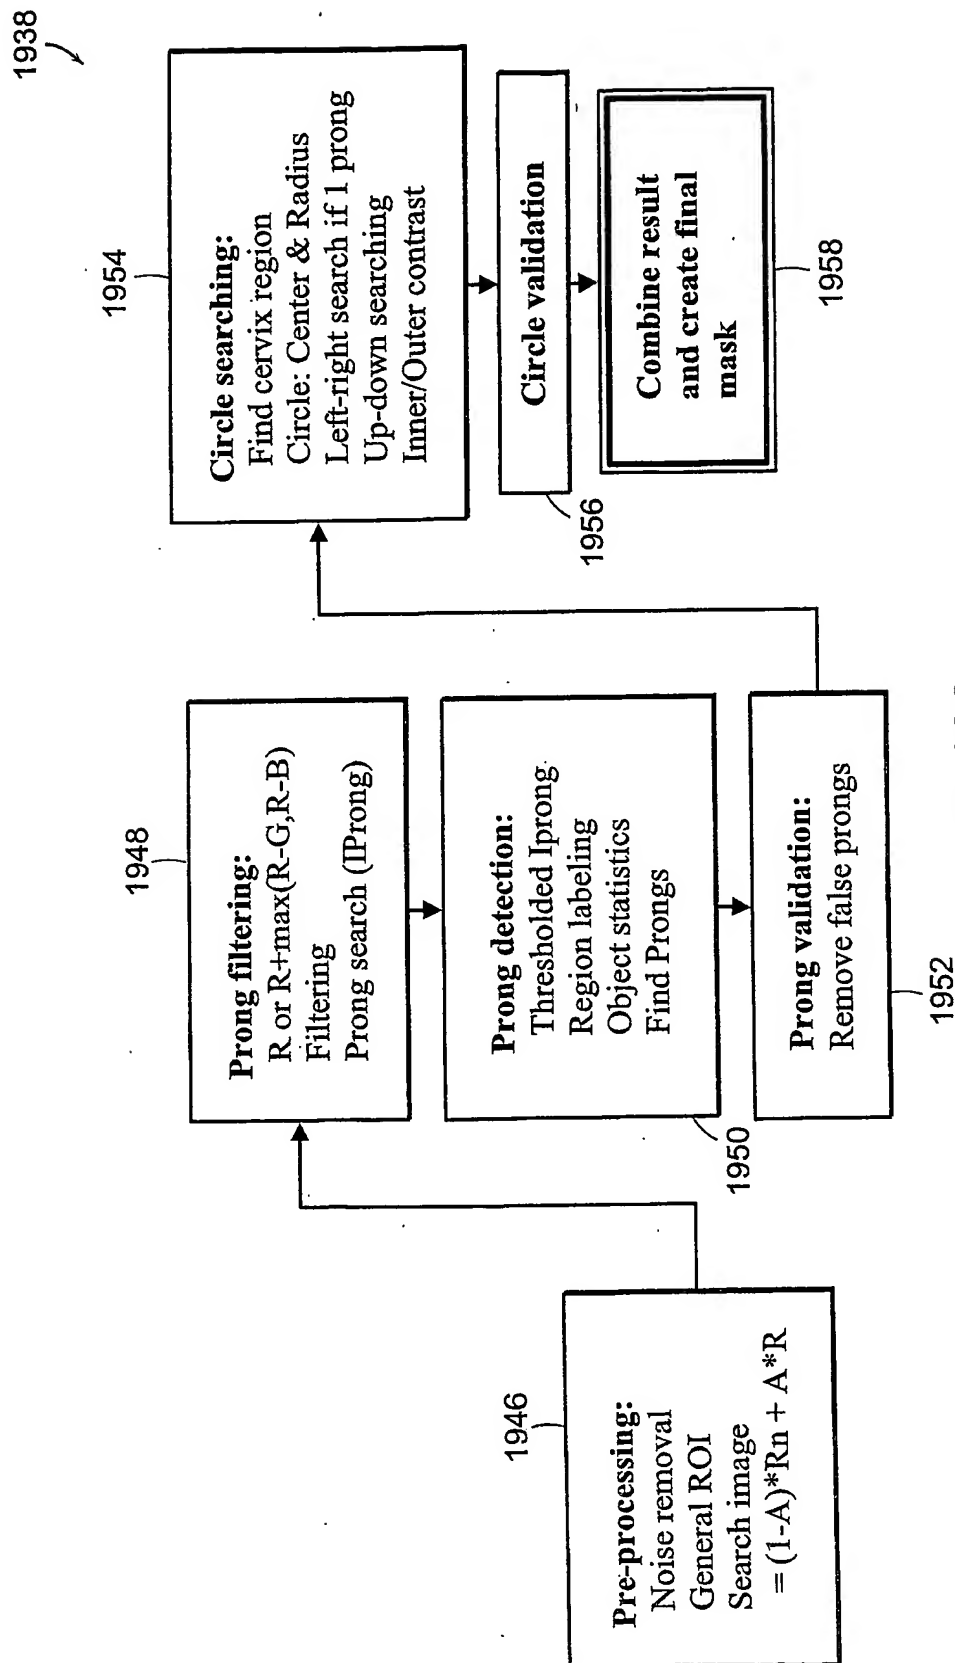 1938
1946
Pre-processing:
Noise removal
General ROI
Search image
= (1-A)*Rn + A*R
1948
Prong filtering:
R or R+max(R-G,R-B)
Filtering
Prong search (IProng)
Prong detection:
Thresholded Iprong
Region labeling
Object statistics
Find Prongs
1950
Prong validation:
Remove false prongs
1952
1954
Circle searching:
Find cervix region
Circle: Center & Radius
Left-right search if 1 prong
Up-down searching
Inner/Outer contrast
Circle validation
1956
Combine result
and create final
mask
1958